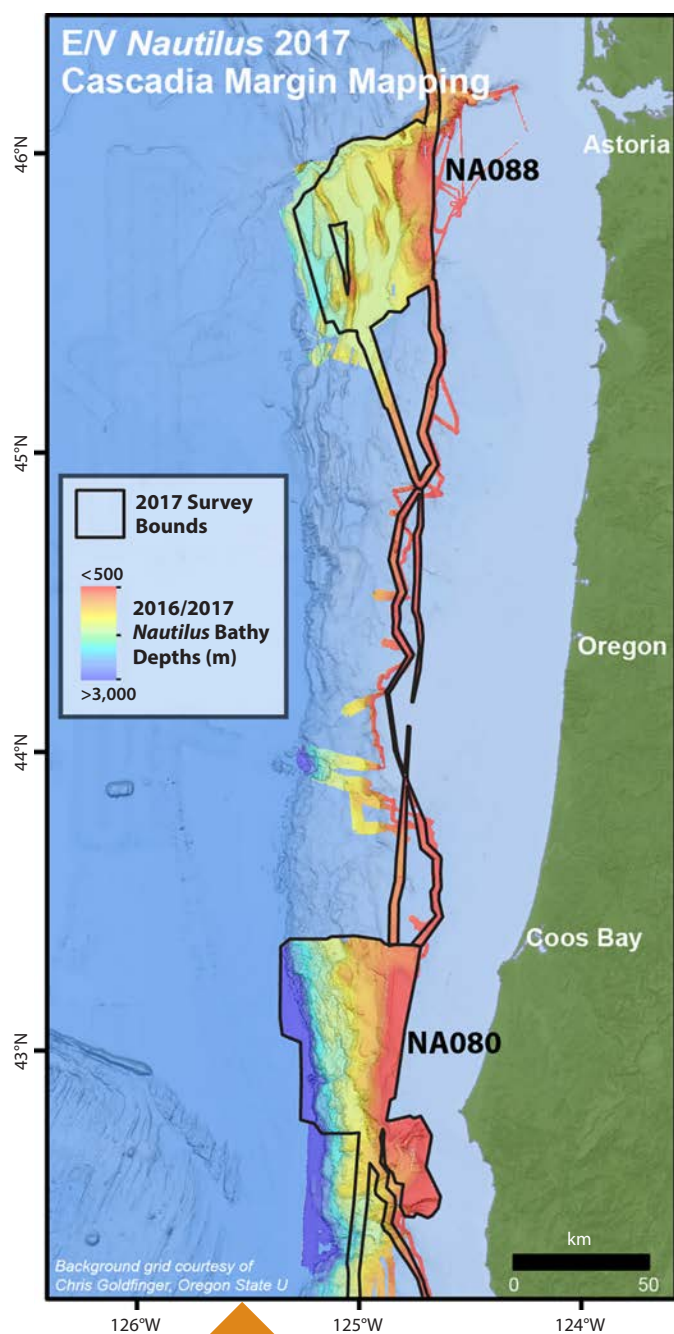 E/V Nautilus 2017
Cascadia Margin Mapping
46°N
Astoria
NA088
45°N
2017 Survey
Bounds
<500
2016/2017
Nautilus Bathy
Depths (m)
>3,000
Oregon
44°N
Coos Bay
43°N
NA080
Background grid courtesy of
Chris Goldfinger, Oregon State U
km
0 50
126°W 125°W 124°W